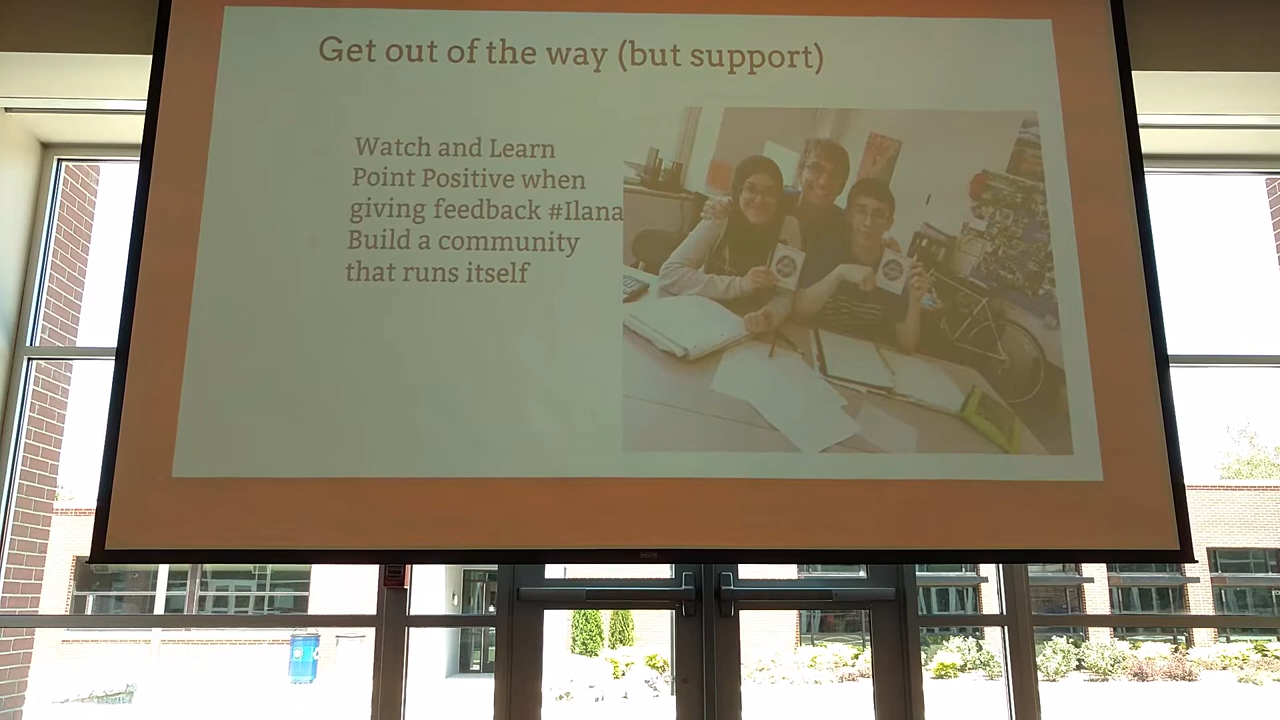 Get out of the way (but support)
Watch and Learn
Point Positive when
giving feedback #Ilana
Build a community
that runs itself